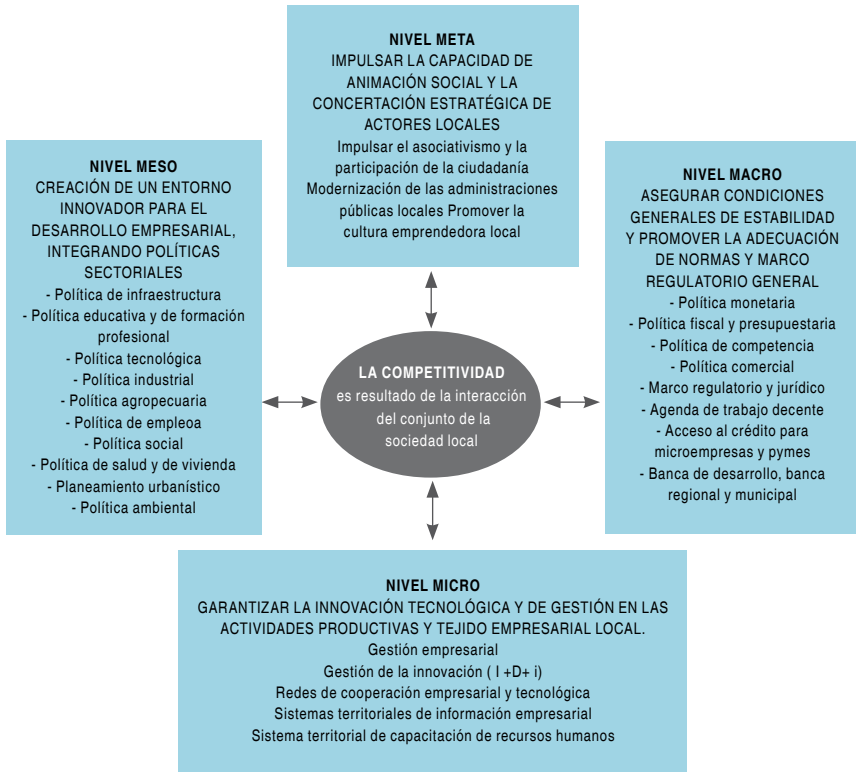 NIVEL META
IMPULSAR LA CAPACIDAD DE
ANIMACIÓN SOCIAL Y LA
CONCERTACIÓN ESTRATÉGICA DE
ACTORES LOCALES
Impulsar el asociativismo y la
participación de la ciudadanía
Modernización de las administraciones
públicas locales Promover la
cultura emprendedora local
NIVEL MESO
CREACIÓN DE UN ENTORNO
INNOVADOR PARA EL
DESARROLLO EMPRESARIAL,
INTEGRANDO POLÍTICAS
SECTORIALES
- Política de infraestructura
- Política educativa y de formación
profesional
- Política tecnológica
- Política industrial
- Política agropecuaria
- Política de empleoa
- Política social
- Política de salud y de vivienda
- Planeamiento urbanístico
- Política ambiental
LA COMPETITIVIDAD
es resultado de la interacción
del conjunto de la
sociedad local
NIVEL MACRO
ASEGURAR CONDICIONES
GENERALES DE ESTABILIDAD
Y PROMOVER LA ADECUACIÓN
DE NORMAS Y MARCO
REGULATORIO GENERAL
- Política monetaria
- Política fiscal y presupuestaria
- Política de competencia
- Política comercial
- Marco regulatorio y jurídico
- Agenda de trabajo decente
- Acceso al crédito para
microempresas y pymes
- Banca de desarrollo, banca
regional y municipal
NIVEL MICRO
GARANTIZAR LA INNOVACIÓN TECNOLÓGICA Y DE GESTIÓN EN LAS
ACTIVIDADES PRODUCTIVAS Y TEJIDO EMPRESARIAL LOCAL.
Gestión empresarial
Gestión de la innovación ( I +D+ i)
Redes de cooperación empresarial y tecnológica
Sistemas territoriales de información empresarial
Sistema territorial de capacitación de recursos humanos